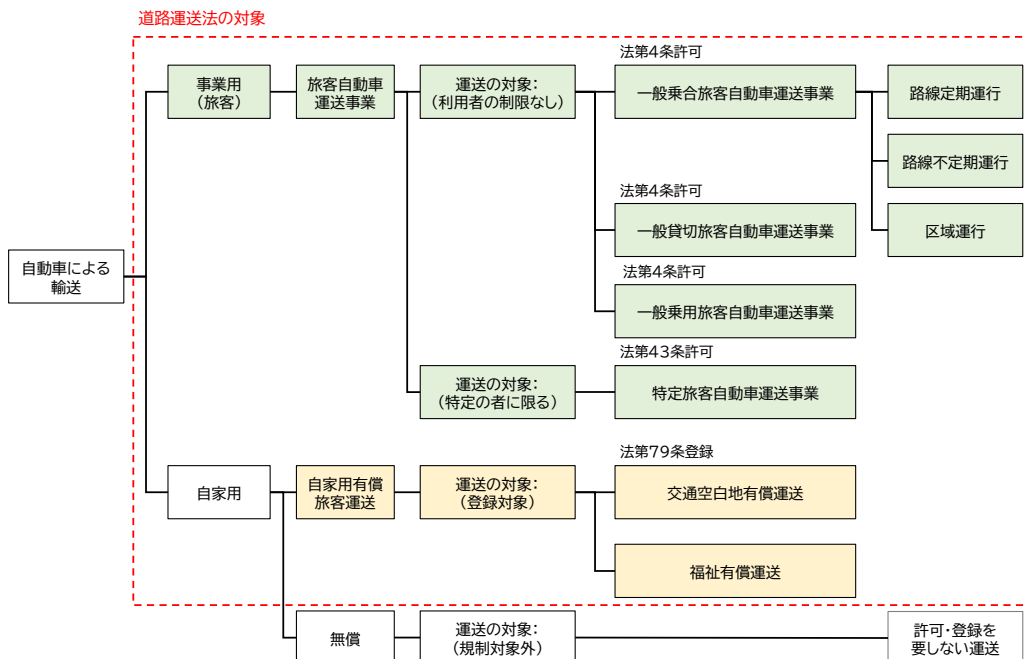 道路運送法の対象
法第4条許可
事業用
（旅客）
旅客自動車
運送事業
運送の対象：
（利用者の制限なし）
一般乗合旅客自動車運送事業
路線定期運行
路線不定期運行
法第4条許可
一般貸切旅客自動車運送事業
区域運行
自動車による
輸送
法第4条許可
一般乗用旅客自動車運送事業
法第43条許可
運送の対象：
（特定の者に限る）
特定旅客自動車運送事業
法第79条登録
自家用
自家用有償
旅客運送
運送の対象：
（登録対象）
交通空白地有償運送
福祉有償運送
無償
運送の対象：
（規制対象外）
許可・登録を
要しない運送